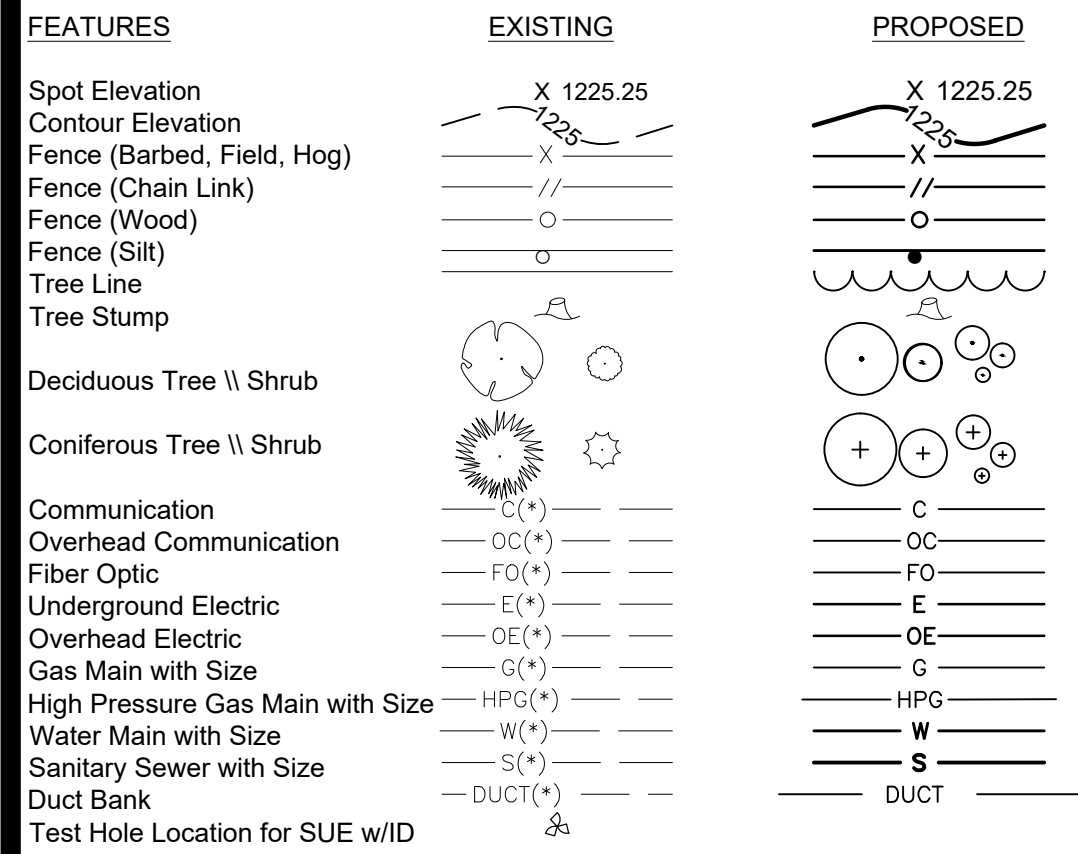 FEATURES EXISTING PROPOSED
Spot Elevation X 1225.25 X 1225.25
Contour Elevation 1225 1225
Fence (Barbed, Field, Hog) X X
Fence (Chain Link) // //
Fence (Wood)
Fence (Silt)
Tree Line
Tree Stump
Deciduous Tree \\ Shrub
Coniferous Tree \\ Shrub
Communication C(*) C
Overhead Communication OC(*) OC
Fiber Optic FO(*) FO
Underground Electric E(*) E
Overhead Electric OE(*) OE
Gas Main with Size G(*) G
High Pressure Gas Main with Size HPG(*) HPG
Water Main with Size W(*) W
Sanitary Sewer with Size S(*) S
Duct Bank DUCT(*) DUCT
Test Hole Location for SUE w/ID